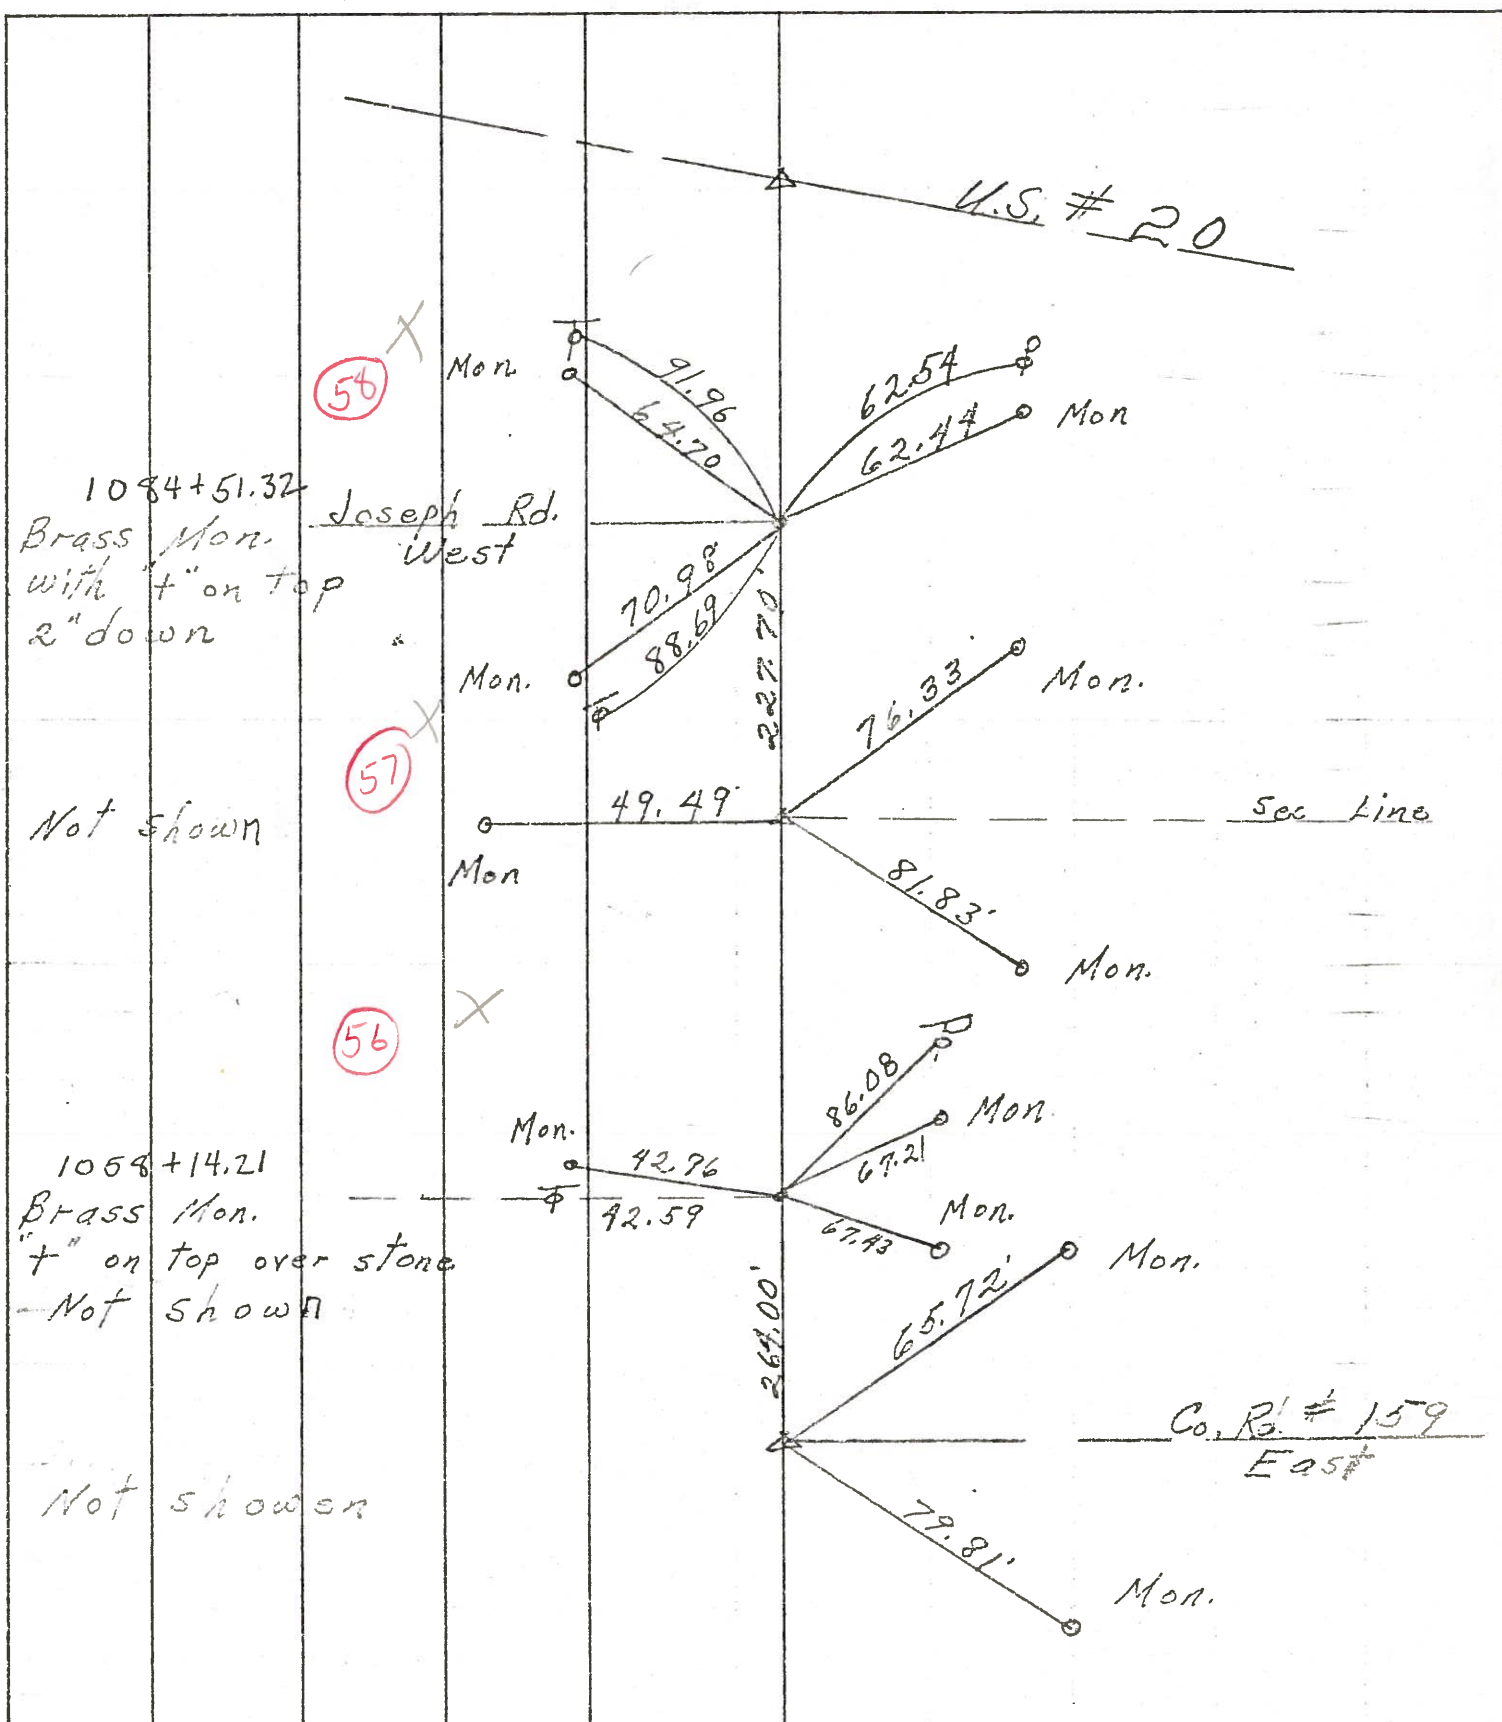 U.S. # 20
58
Mon.
91.96
64.70
62.54
62.44
Mon
1084+51.32
Brass Mon.
with "+" on top
2" down
Joseph Rd.
West
70.98'
88.69
Mon.
227.70'
76.33'
Mon.
57
Not shown
49.49'
Mon
Sec Line
81.83'
Mon.
56
86.08
Mon.
67.21
Mon.
42.76
42.59
67.43
Mon.
1058+14.21
Brass Mon.
"+" on top over stone
Not shown
264.00'
65.72'
Mon.
Co. Rd. # 159
East
Not showen
79.81'
Mon.